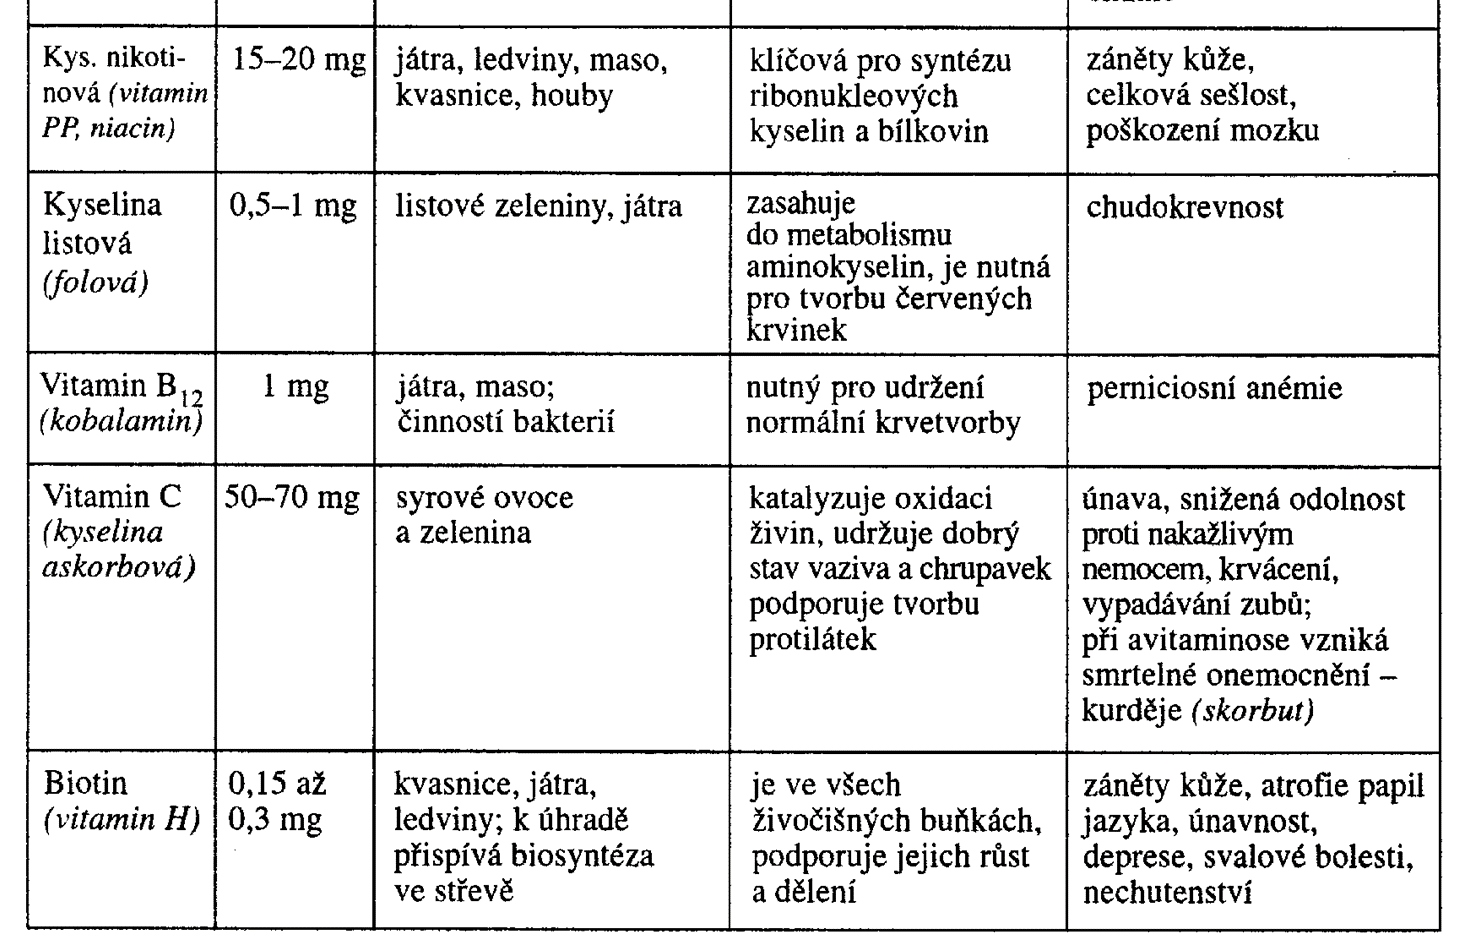 Kys. nikoti-
nová (vitamin
PP, niacin)
15–20 mg
játra, ledviny, maso,
kvasnice, houby
klíčová pro syntézu
ribonukleových
kyselin a bílkovin
záněty kůže,
celková sešlost,
poškození mozku
Kyselina
listová
(folová)
0,5–1 mg
listové zeleniny, játra
zasahuje
do metabolismu
aminokyselin, je nutná
pro tvorbu červených
krvinek
chudokrevnost
Vitamin B12
(kobalamin)
1 mg
játra, maso;
činností bakterií
nutný pro udržení
normální krvetvorby
perniciosní anémie
Vitamin C
(kyselina
askorbová)
50–70 mg
syrové ovoce
a zelenina
katalyzuje oxidaci
živin, udržuje dobrý
stav vaziva a chrupavek
podporuje tvorbu
protilátek
únava, snižená odolnost
proti nakažlivým
nemocem, krvácení,
vypadávání zubů;
při avitaminose vzniká
smrtelné onemocnění –
kurděje (skorbut)
Biotin
(vitamin H)
0,15 až
0,3 mg
kvasnice, játra,
ledviny; k úhradě
přispívá biosyntéza
ve střevě
je ve všech
živočišných buňkách,
podporuje jejich růst
a dělení
záněty kůže, atrofie papil
jazyka, únavnost,
deprese, svalové bolesti,
nechutenství